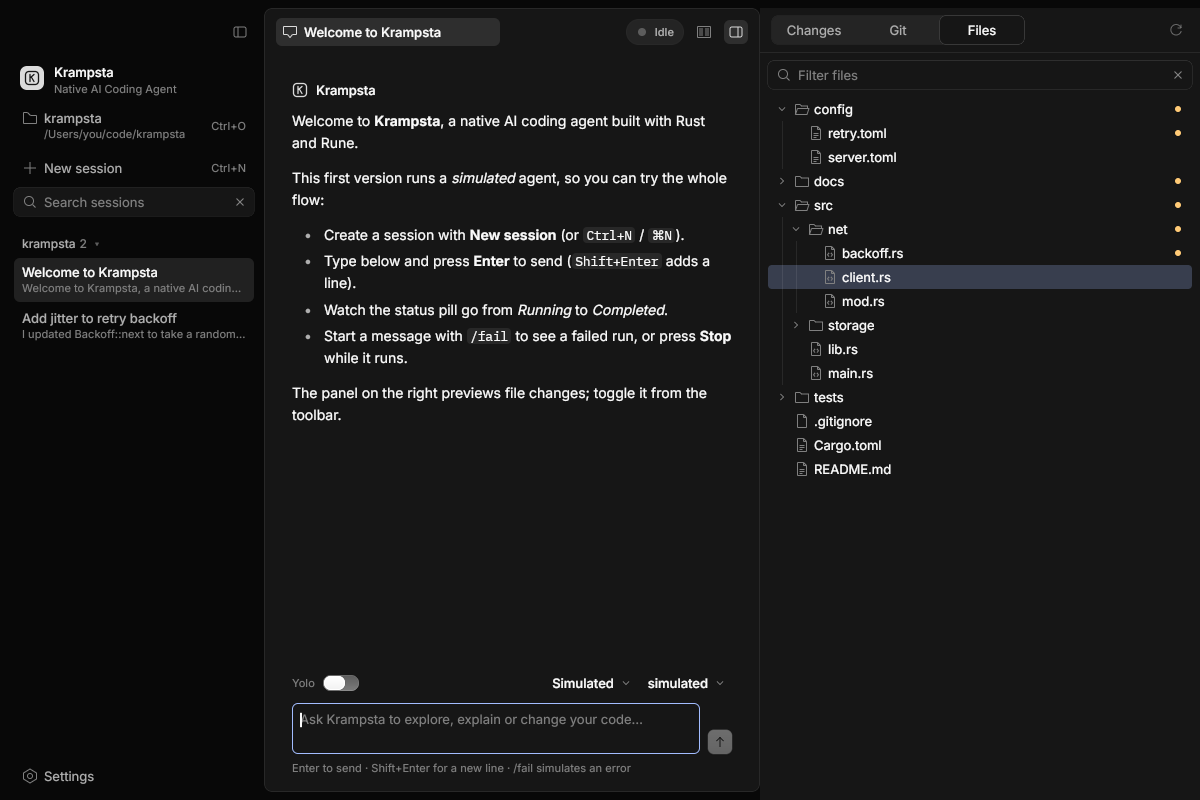 Krampsta
Native AI Coding Agent
krampsta
/Users/you/code/krampsta
Ctrl+O
New session
Ctrl+N
Search sessions
krampsta 2
Welcome to Krampsta
Welcome to Krampsta, a native AI codin...
Add jitter to retry backoff
I updated Backoff::next to take a random...
Settings
Welcome to Krampsta
Idle
Krampsta
Welcome to Krampsta, a native AI coding agent built with Rust
and Rune.
This first version runs a simulated agent, so you can try the whole
flow:
• Create a session with New session (or Ctrl+N / ⌘N).
• Type below and press Enter to send (Shift+Enter adds a
line).
• Watch the status pill go from Running to Completed.
• Start a message with /fail to see a failed run, or press Stop
while it runs.
The panel on the right previews file changes; toggle it from the
toolbar.
Yolo
Simulated
simulated
Ask Krampsta to explore, explain or change your code...
Enter to send · Shift+Enter for a new line · /fail simulates an error
Changes
Git
Files
Filter files
config
retry.toml
server.toml
docs
src
net
backoff.rs
client.rs
mod.rs
storage
lib.rs
main.rs
tests
.gitignore
Cargo.toml
README.md